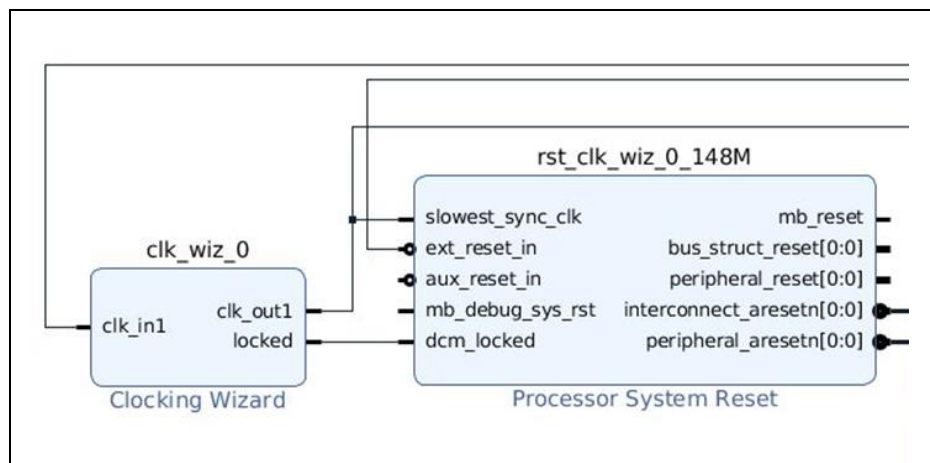 clk_wiz_0
clk_in1
clk_out1
locked
Clocking Wizard
rst_clk_wiz_0_148M
slowest_sync_clk
ext_reset_in
aux_reset_in
mb_debug_sys_rst
dcm_locked
mb_reset
bus_struct_reset[0:0]
peripheral_reset[0:0]
interconnect_aresetn[0:0]
peripheral_aresetn[0:0]
Processor System Reset